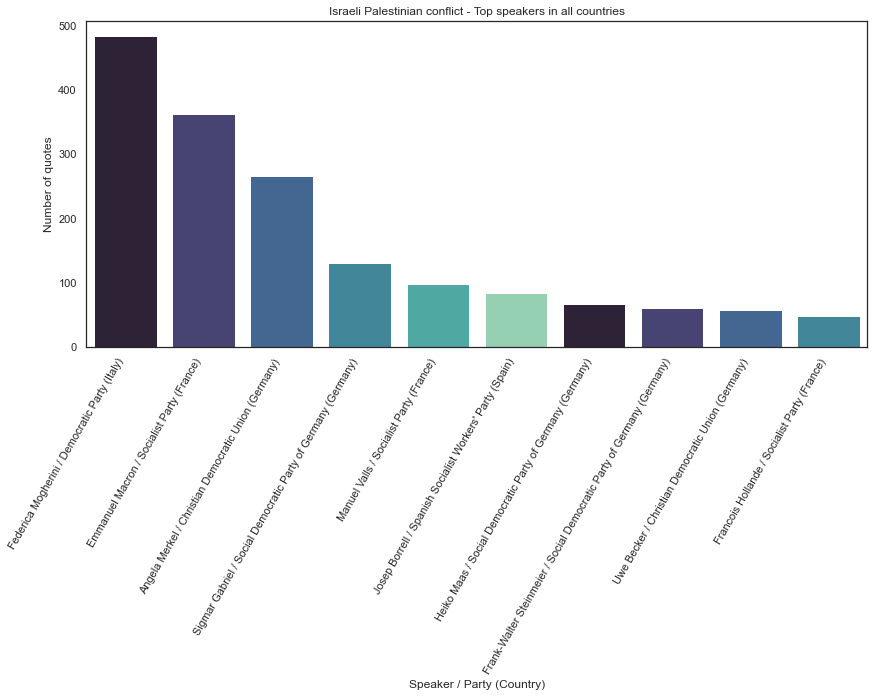 Israeli Palestinian conflict - Top speakers in all countries
Number of quotes
500
400
300
200
100
0
Federica Mogherini / Democratic Party (Italy)
Emmanuel Macron / Socialist Party (France)
Angela Merkel / Christian Democratic Union (Germany)
Sigmar Gabriel / Social Democratic Party of Germany (Germany)
Manuel Valls / Socialist Party (France)
Josep Borrell / Spanish Socialist Workers' Party (Spain)
Heiko Maas / Social Democratic Party of Germany (Germany)
Frank-Walter Steinmeier / Social Democratic Party of Germany (Germany)
Uwe Becker / Christian Democratic Union (Germany)
Francois Hollande / Socialist Party (France)
Speaker / Party (Country)